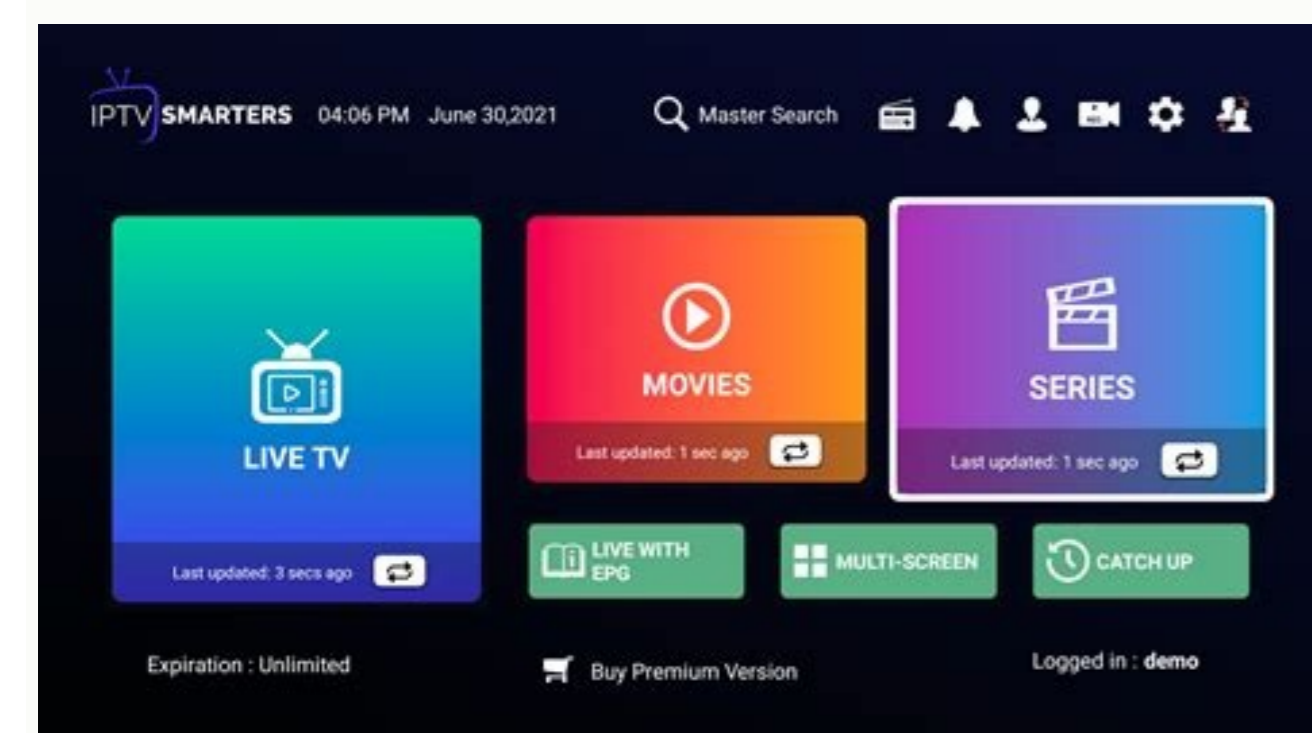 IPTV SMARTERS 04:06 PM June 30,2021 Master Search
LIVE TV
Last updated: 3 secs ago
MOVIES
Last updated: 1 sec ago
SERIES
Last updated: 1 sec ago
LIVE WITH
EPG
MULTI-SCREEN
CATCH UP
Expiration : Unlimited
Buy Premium Version
Logged in : demo